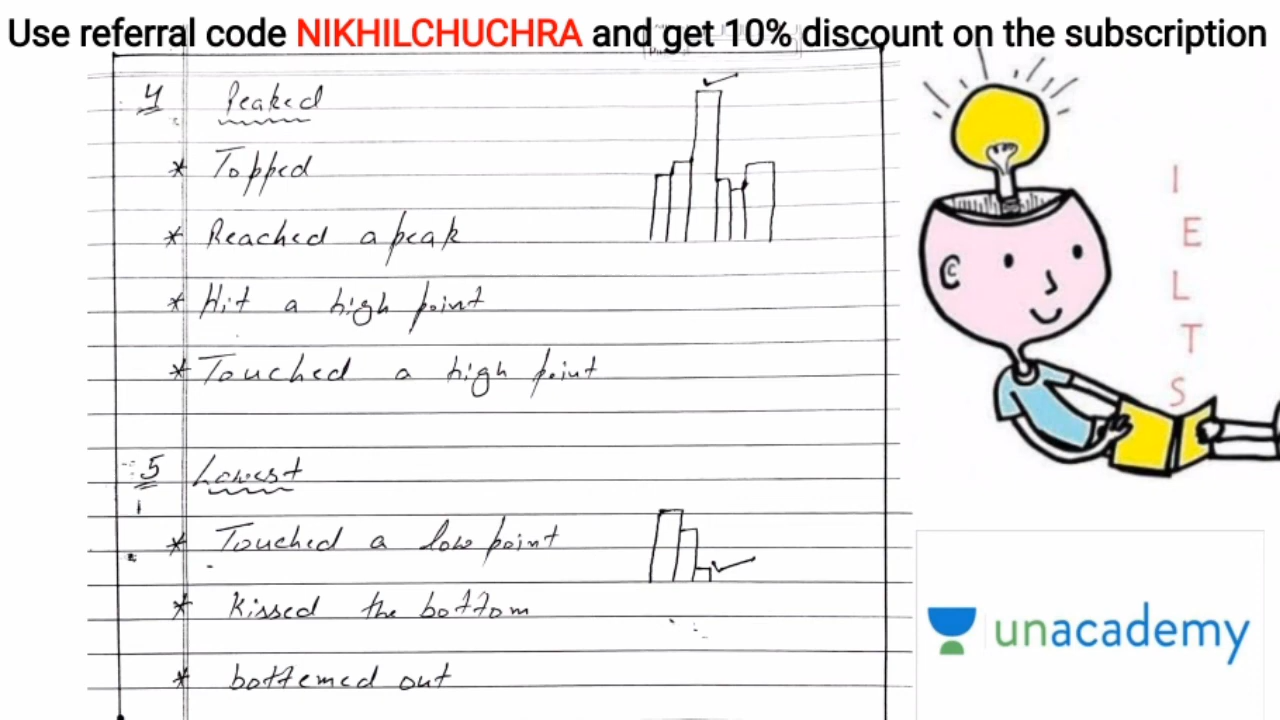 Use referral code NIKHILCHUCHRA and get 10% discount on the subscription
4 Peaked
* Topped
* Reached a peak
* Hit a high point
* Touched a high point
5 Lowest
* Touched a low point
* Kissed the bottom
* bottemed out
I
E
L
T
S
unacademy